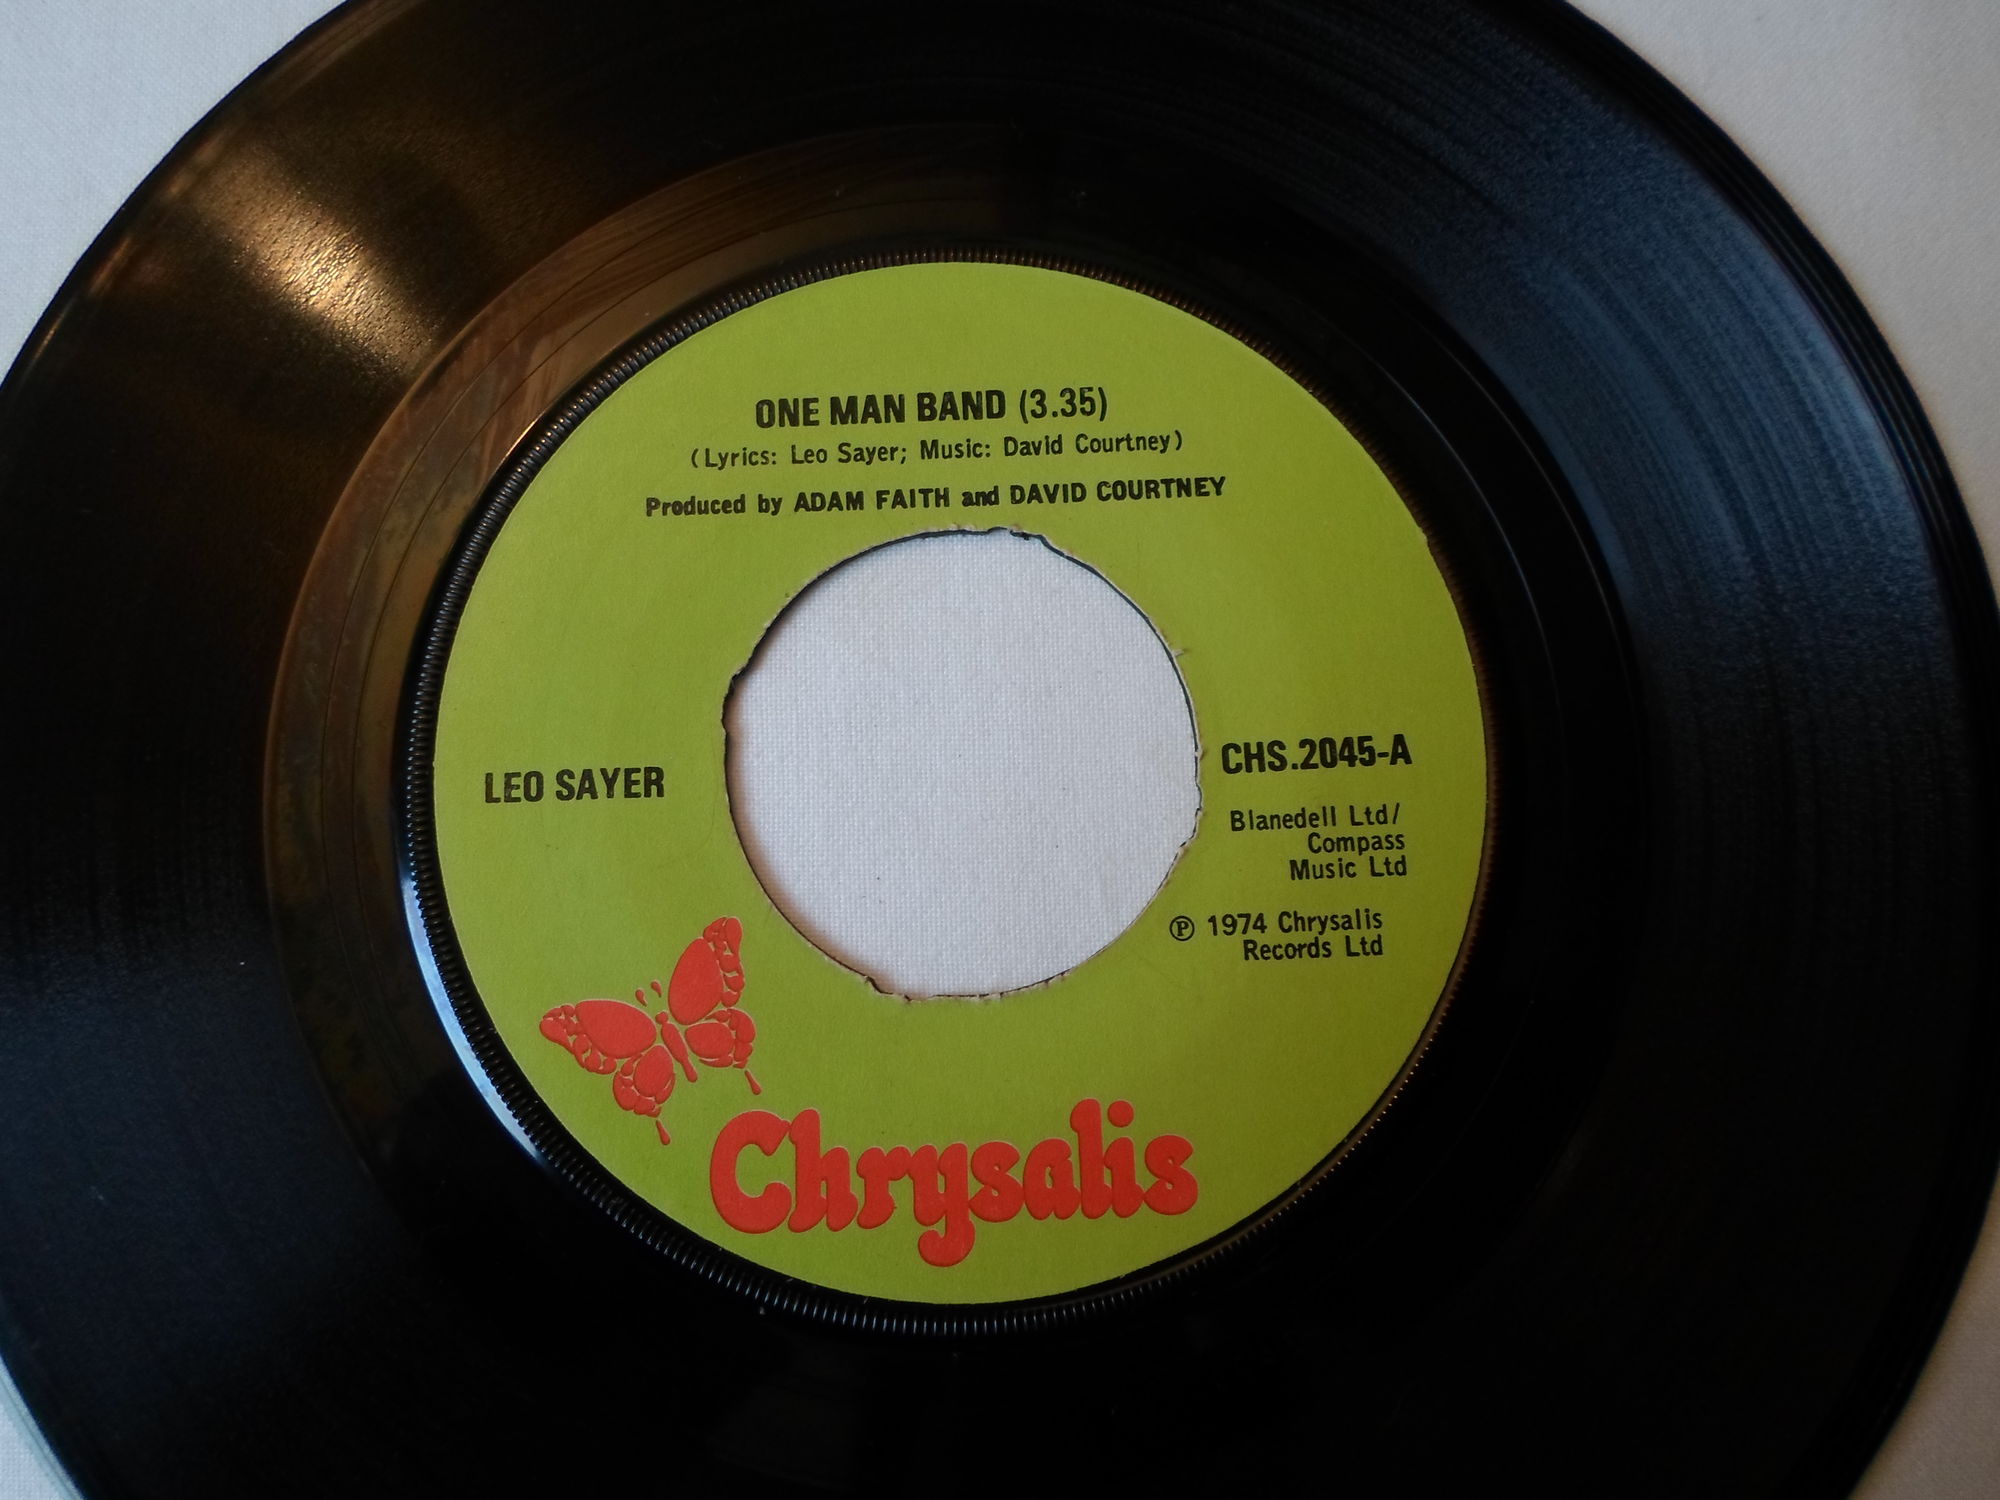 ONE MAN BAND (3.35)
(Lyrics: Leo Sayer; Music: David Courtney)
Produced by ADAM FAITH and DAVID COURTNEY
LEO SAYER
CHS.2045-A
Blanedell Ltd/
Compass
Music Ltd
℗ 1974 Chrysalis
Records Ltd
Chrysalis